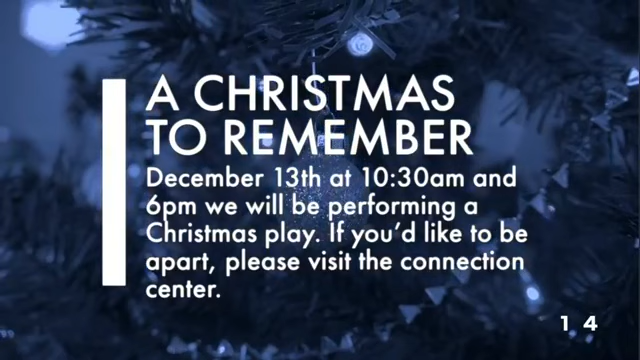 A CHRISTMAS
TO REMEMBER
December 13th at 10:30am and
6pm we will be performing a
Christmas play. If you'd like to be
apart, please visit the connection
center.
1 4